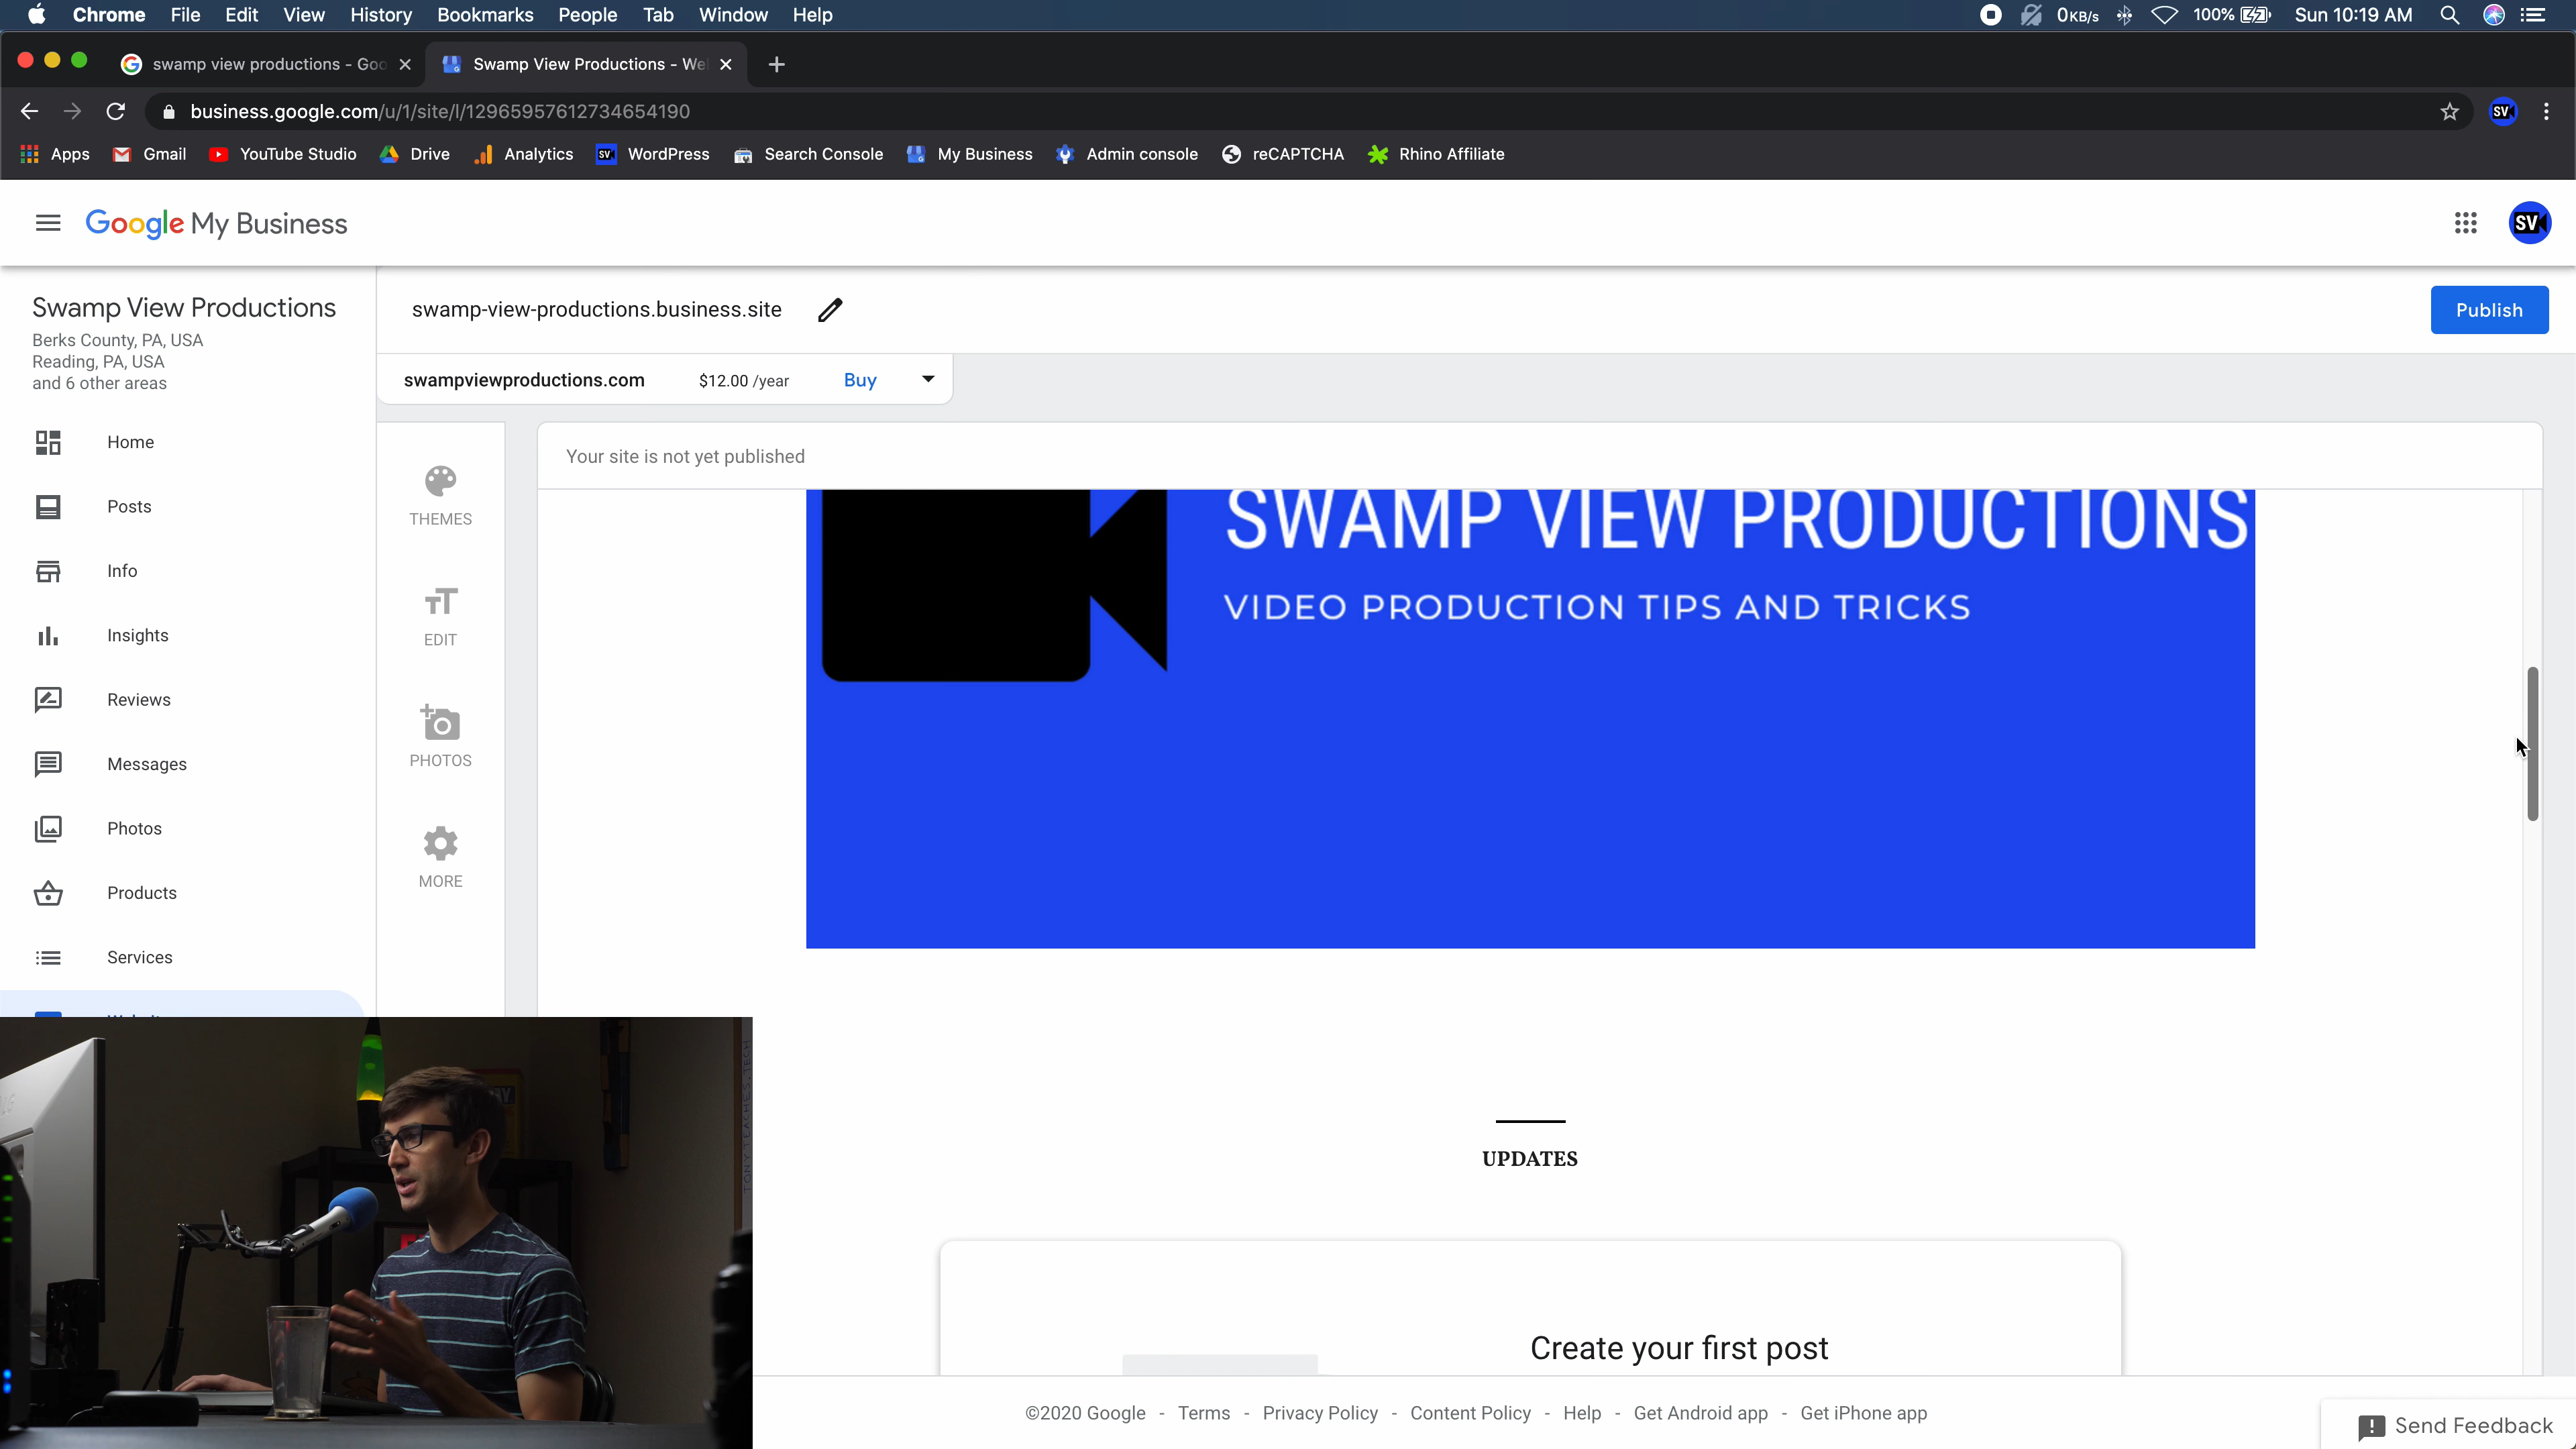 Chrome File Edit View History Bookmarks People Tab Window Help 0KB/s 100% Sun 10:19 AM
swamp view productions - Goo Swamp View Productions - We
business.google.com/u/1/site/l/12965957612734654190
Apps Gmail YouTube Studio Drive Analytics SV WordPress Search Console My Business Admin console reCAPTCHA Rhino Affiliate
SV
Google My Business
SV
Swamp View Productions
Berks County, PA, USA
Reading, PA, USA
and 6 other areas
swamp-view-productions.business.site
Publish
swampviewproductions.com $12.00 /year Buy
Home
Posts
Info
Insights
Reviews
Messages
Photos
Products
Services
THEMES
EDIT
PHOTOS
MORE
Your site is not yet published
SWAMP VIEW PRODUCTIONS
VIDEO PRODUCTION TIPS AND TRICKS
UPDATES
Create your first post
©2020 Google - Terms - Privacy Policy - Content Policy - Help - Get Android app - Get iPhone app
Send Feedback